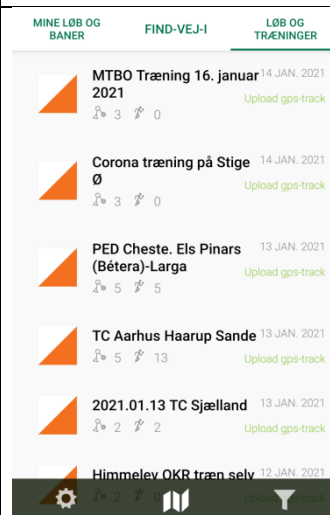 MINE LØB OG
BANER
FIND-VEJ-I
LØB OG
TRÆNINGER
MTBO Træning 16. januar 14 JAN. 2021
2021
Upload gps-track
3 0
Corona træning på Stige 14 JAN. 2021
Ø
Upload gps-track
3 0
PED Cheste. Els Pinars 13 JAN. 2021
(Bétera)-Larga
Upload gps-track
5 5
TC Aarhus Haarup Sande 13 JAN. 2021
Upload gps-track
5 13
2021.01.13 TC Sjælland 13 JAN. 2021
Upload gps-track
2 2
Himmelev OKR træn selv 12 JAN. 2021
2